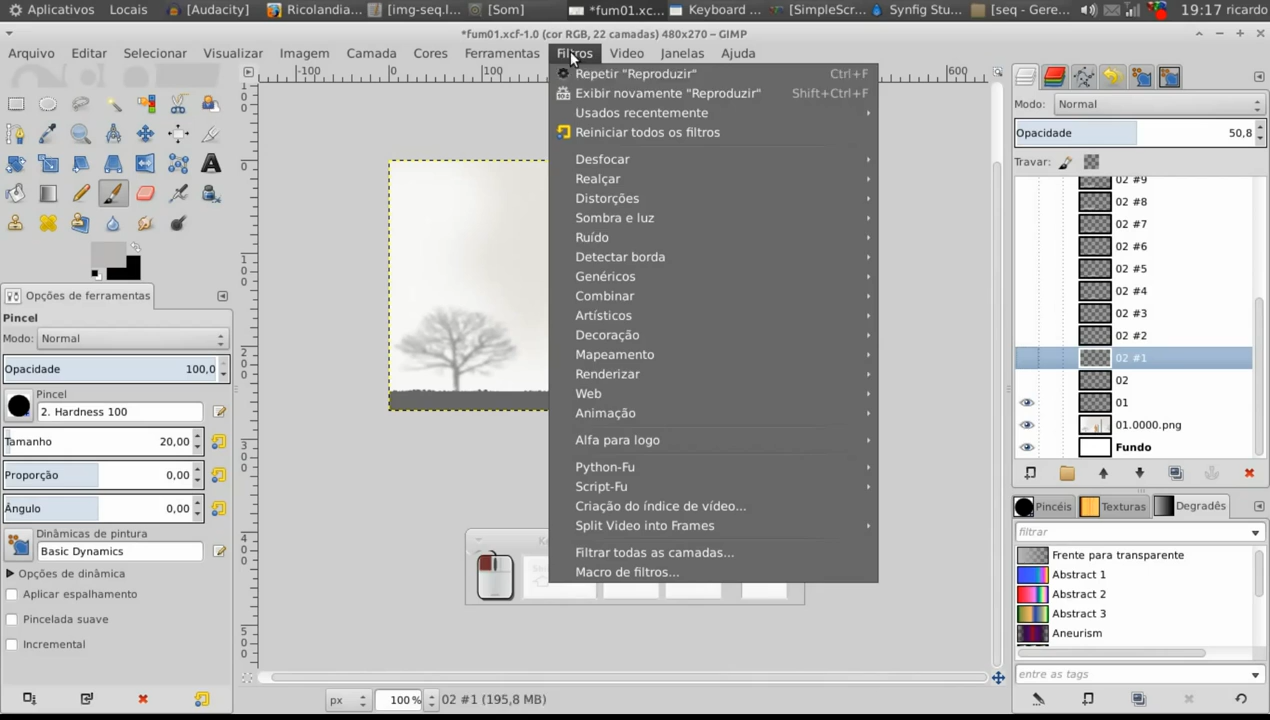 Aplicativos Locais [Audacity] Ricolandia... [img-seq.l... [Som] *fum01.xc... Keyboard ... [SimpleScr... Synfig Stu... [seq - Gere... 19:17 ricardo
*fum01.xcf-1.0 (cor RGB, 22 camadas) 480x270 – GIMP
Arquivo Editar Selecionar Visualizar Imagem Camada Cores Ferramentas Filtros Video Janelas Ajuda
Repetir "Reproduzir" Ctrl+F
Exibir novamente "Reproduzir" Shift+Ctrl+F
Usados recentemente
Reiniciar todos os filtros
Desfocar
Realçar
Distorções
Sombra e luz
Ruído
Detectar borda
Genéricos
Combinar
Artísticos
Decoração
Mapeamento
Renderizar
Web
Animação
Alfa para logo
Python-Fu
Script-Fu
Criação do índice de vídeo...
Split Video into Frames
Filtrar todas as camadas...
Macro de filtros...
-100 0 100 600
Opções de ferramentas
Pincel
Modo: Normal
Opacidade 100,0
Pincel
2. Hardness 100
Tamanho 20,00
Proporção 0,00
Ângulo 0,00
Dinâmicas de pintura
Basic Dynamics
Opções de dinâmica
Aplicar espalhamento
Pincelada suave
Incremental
px 100 % 02 #1 (195,8 MB)
Modo: Normal
Opacidade 50,8
Travar:
02 #9
02 #8
02 #7
02 #6
02 #5
02 #4
02 #3
02 #2
02 #1
02
01
01.0000.png
Fundo
Pincéis Texturas Degradês
filtrar
Frente para transparente
Abstract 1
Abstract 2
Abstract 3
Aneurism
entre as tags